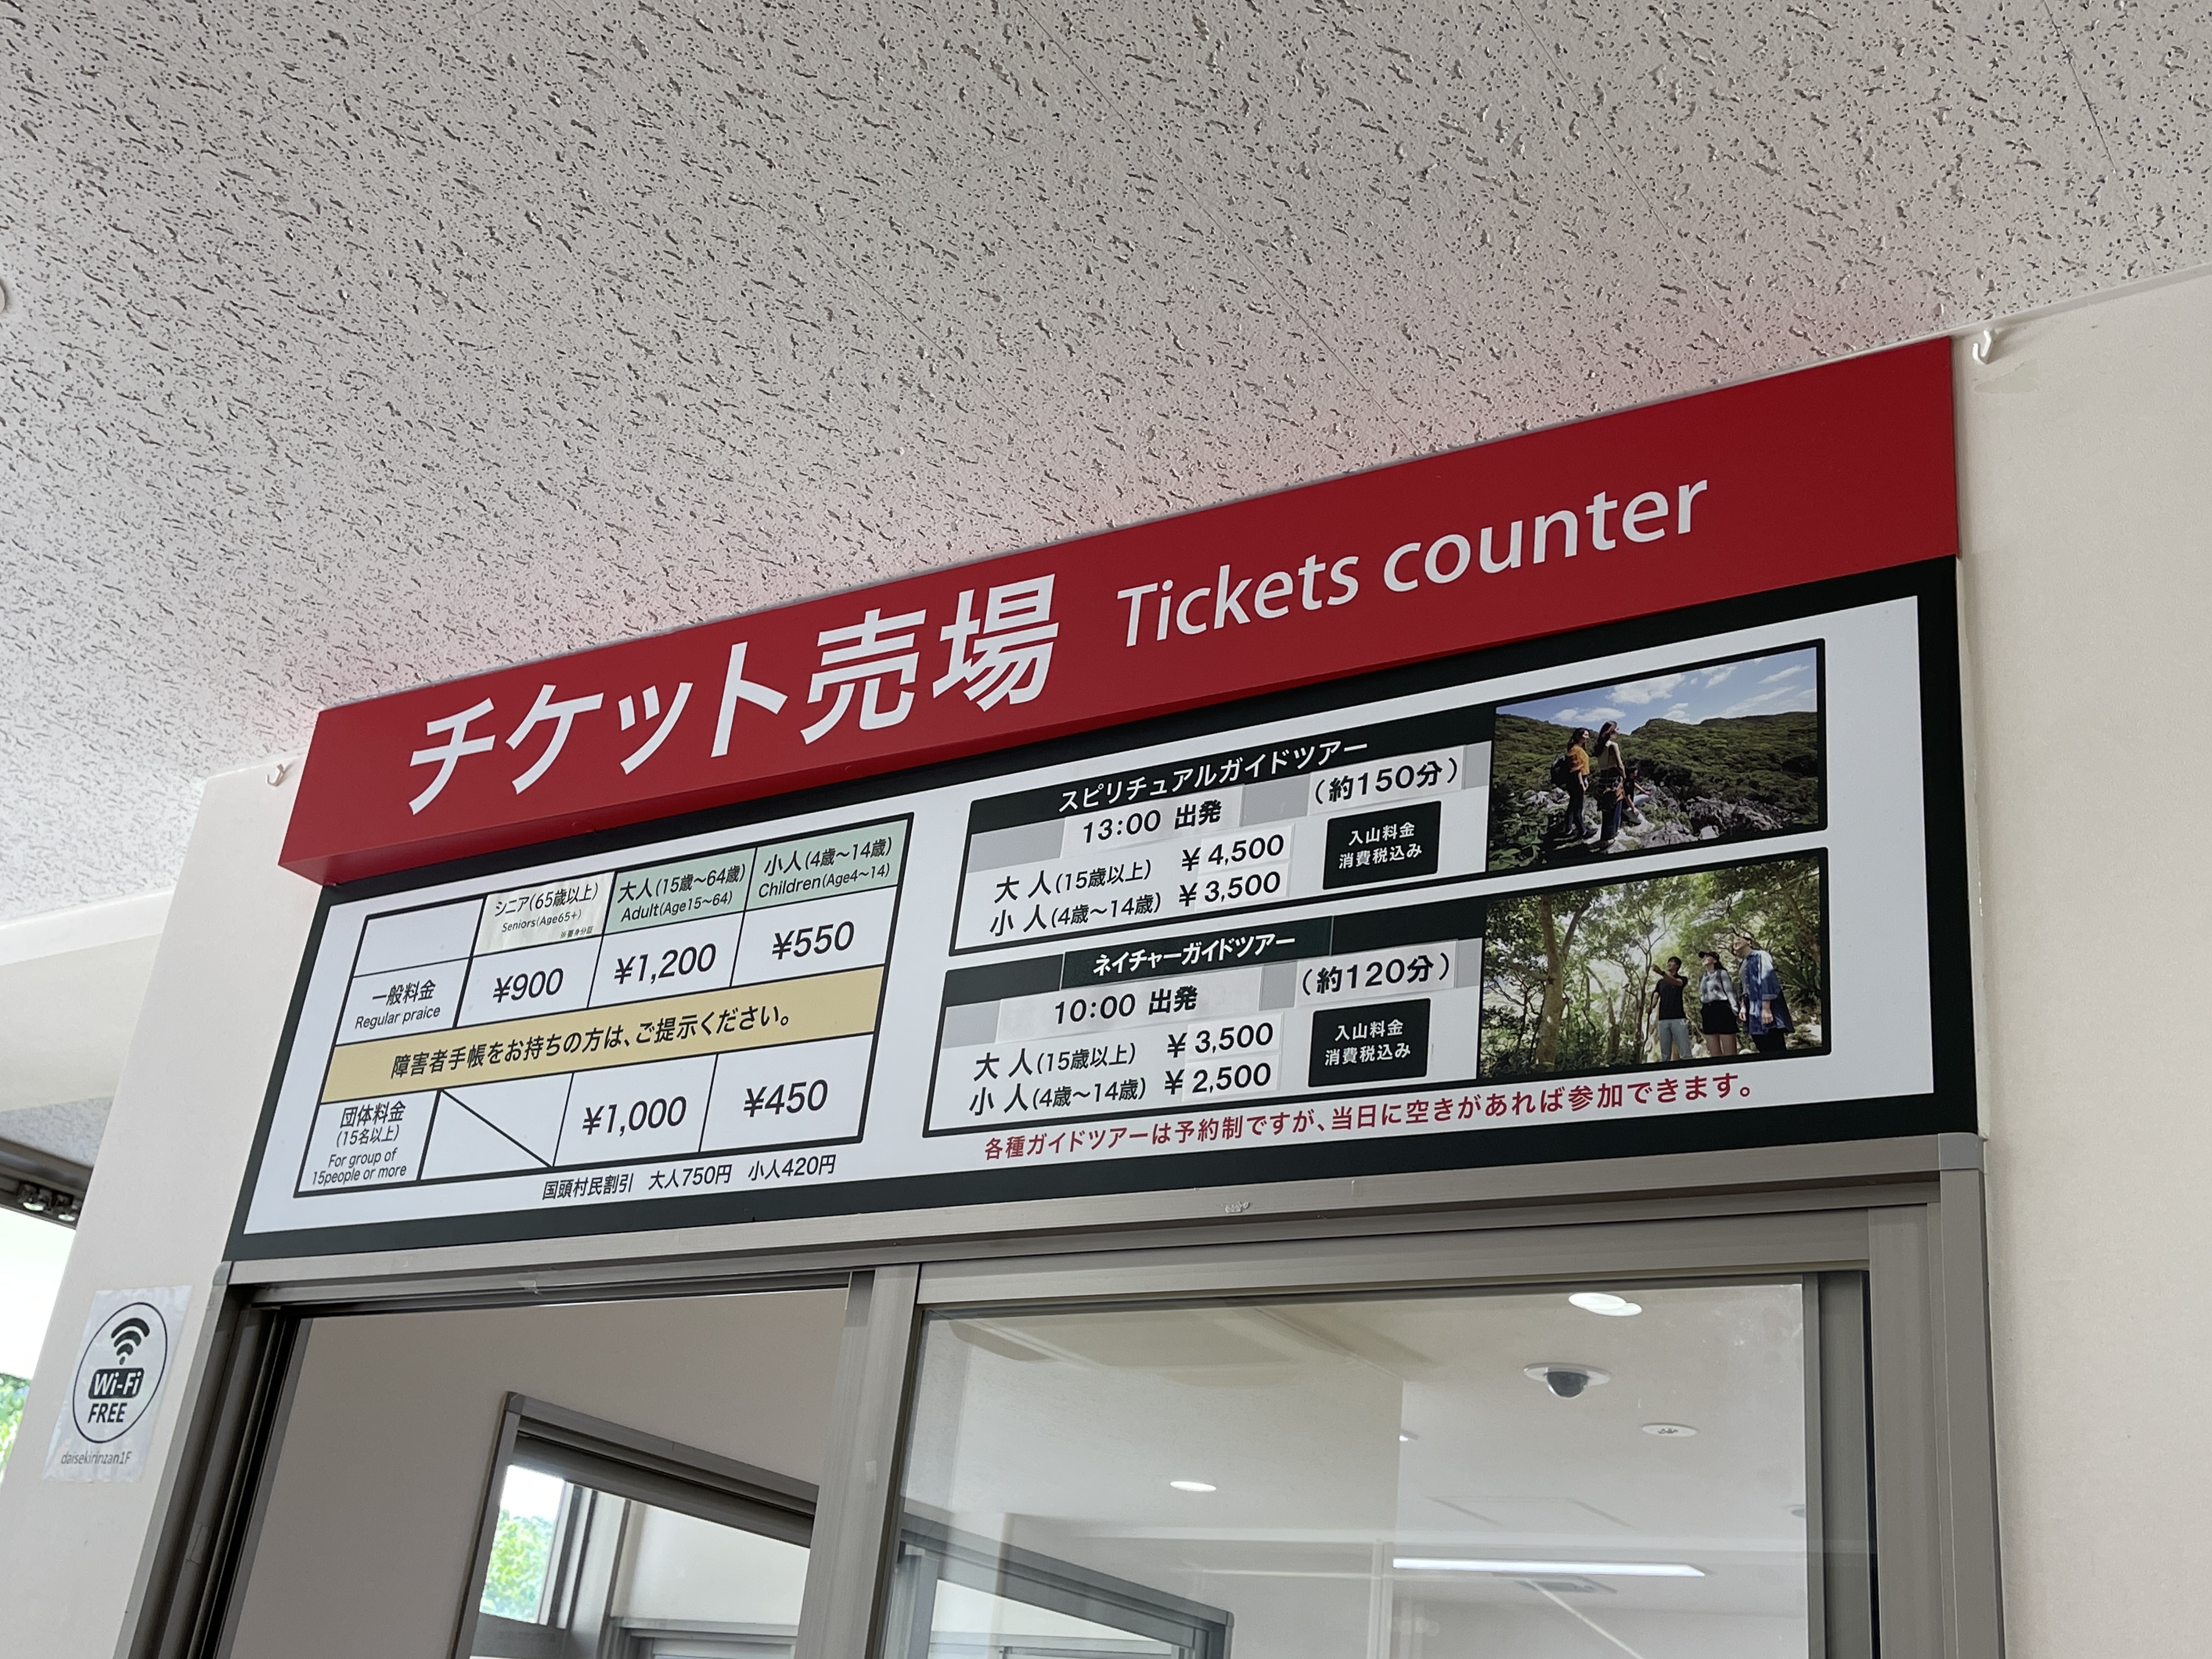 チケット売場 Tickets counter
シニア(65歳以上)
Seniors(Age65+)
※要身分証
大人(15歳〜64歳)
Adult(Age15〜64)
小人(4歳〜14歳)
Children(Age4〜14)
一般料金
Regular praice
¥900
¥1,200
¥550
障害者手帳をお持ちの方は、ご提示ください。
団体料金
(15名以上)
For group of
15people or more
¥1,000
¥450
国頭村民割引 大人750円 小人420円
スピリチュアルガイドツアー
13:00 出発
(約150分)
大 人(15歳以上) ¥ 4,500
小 人(4歳〜14歳) ¥ 3,500
入山料金
消費税込み
ネイチャーガイドツアー
10:00 出発
(約120分)
大 人(15歳以上) ¥ 3,500
小 人(4歳〜14歳) ¥ 2,500
入山料金
消費税込み
各種ガイドツアーは予約制ですが、当日に空きがあれば参加できます。
Wi-Fi
FREE
daisekirinzan1F